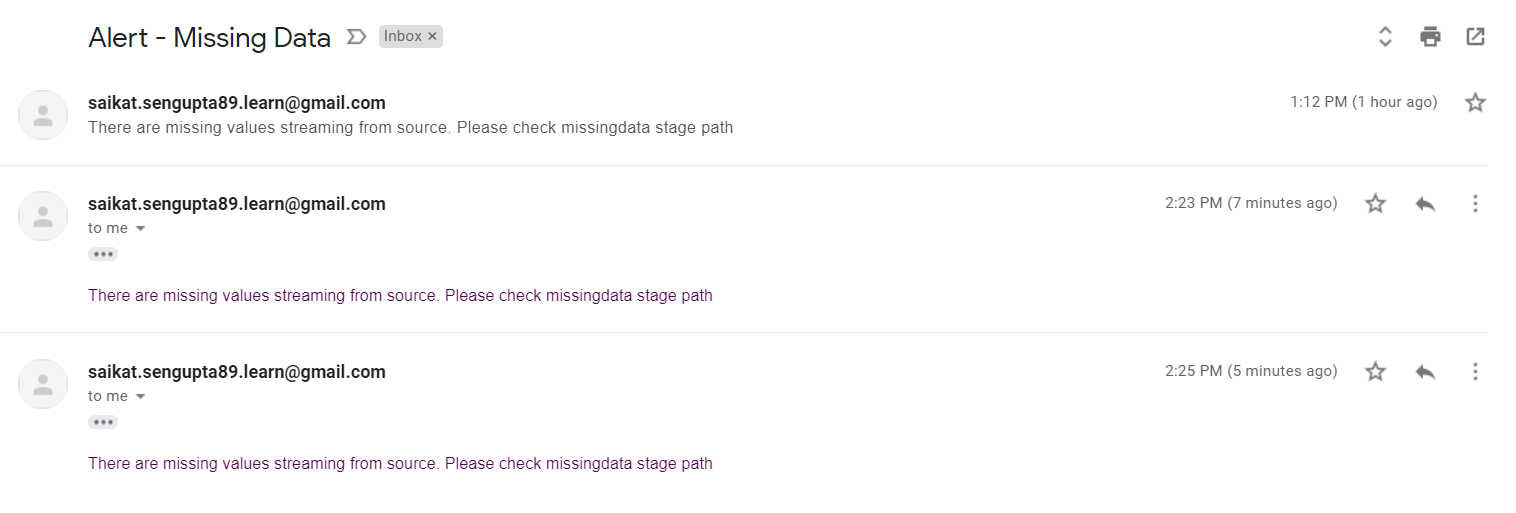 Alert - Missing Data Inbox ×
saikat.sengupta89.learn@gmail.com 1:12 PM (1 hour ago)
There are missing values streaming from source. Please check missingdata stage path
saikat.sengupta89.learn@gmail.com 2:23 PM (7 minutes ago)
to me
There are missing values streaming from source. Please check missingdata stage path
saikat.sengupta89.learn@gmail.com 2:25 PM (5 minutes ago)
to me
There are missing values streaming from source. Please check missingdata stage path